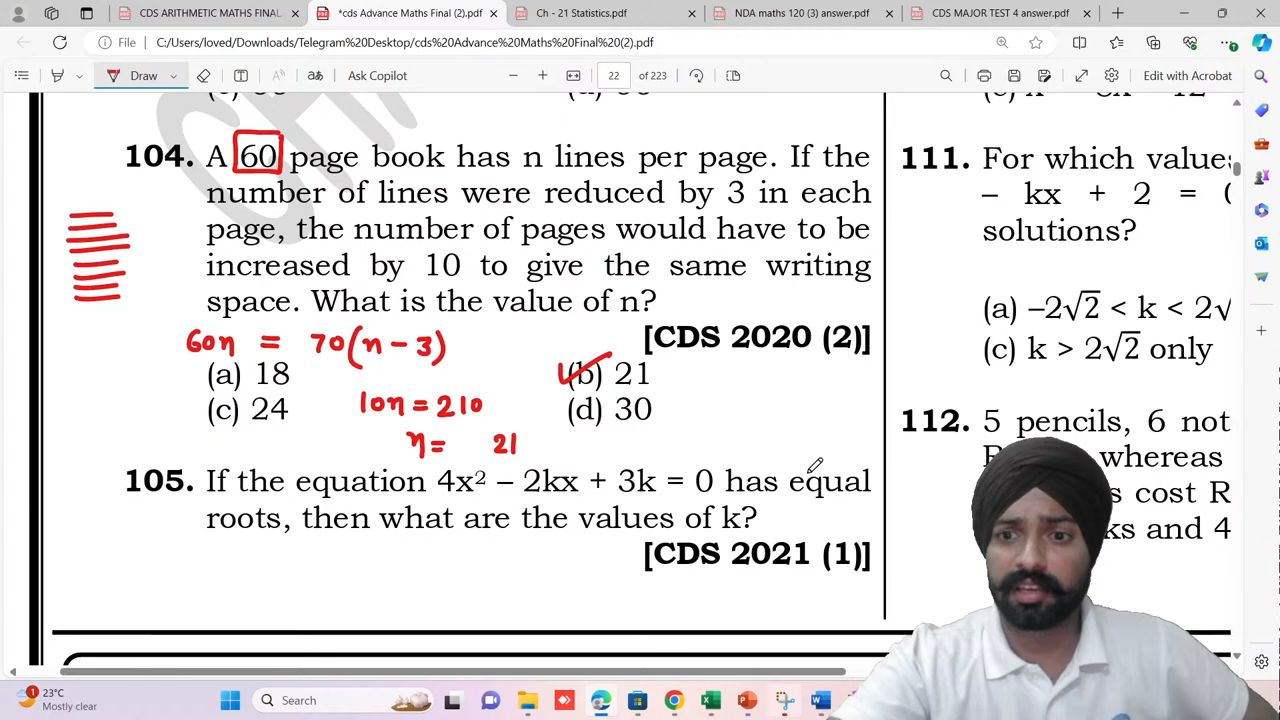 CDS ARITHMETIC MATHS FINAL
*cds Advance Maths Final (2).pdf
Ch - 21 Statistics.pdf
NDA maths 120 (3)answer.pdf
CDS MAJOR TEST 4 answer.pdf
File
C:/Users/loved/Downloads/Telegram%20Desktop/cds%20Advance%20Maths%20Final%20(2).pdf
Draw
Ask Copilot
22 of 223
Edit with Acrobat
104. A 60 page book has n lines per page. If the
number of lines were reduced by 3 in each
page, the number of pages would have to be
increased by 10 to give the same writing
space. What is the value of n?
[CDS 2020 (2)]
60n = 70(n - 3)
(a) 18
(b) 21
10n = 210
(c) 24
(d) 30
n = 21
105. If the equation 4x² – 2kx + 3k = 0 has equal
roots, then what are the values of k?
[CDS 2021 (1)]
111. For which values
– kx + 2 = 0
solutions?
(a) –2√2 < k < 2√
(c) k > 2√2 only
112. 5 pencils, 6 not
whereas
cost R
ks and 4
1
23°C
Mostly clear
Search